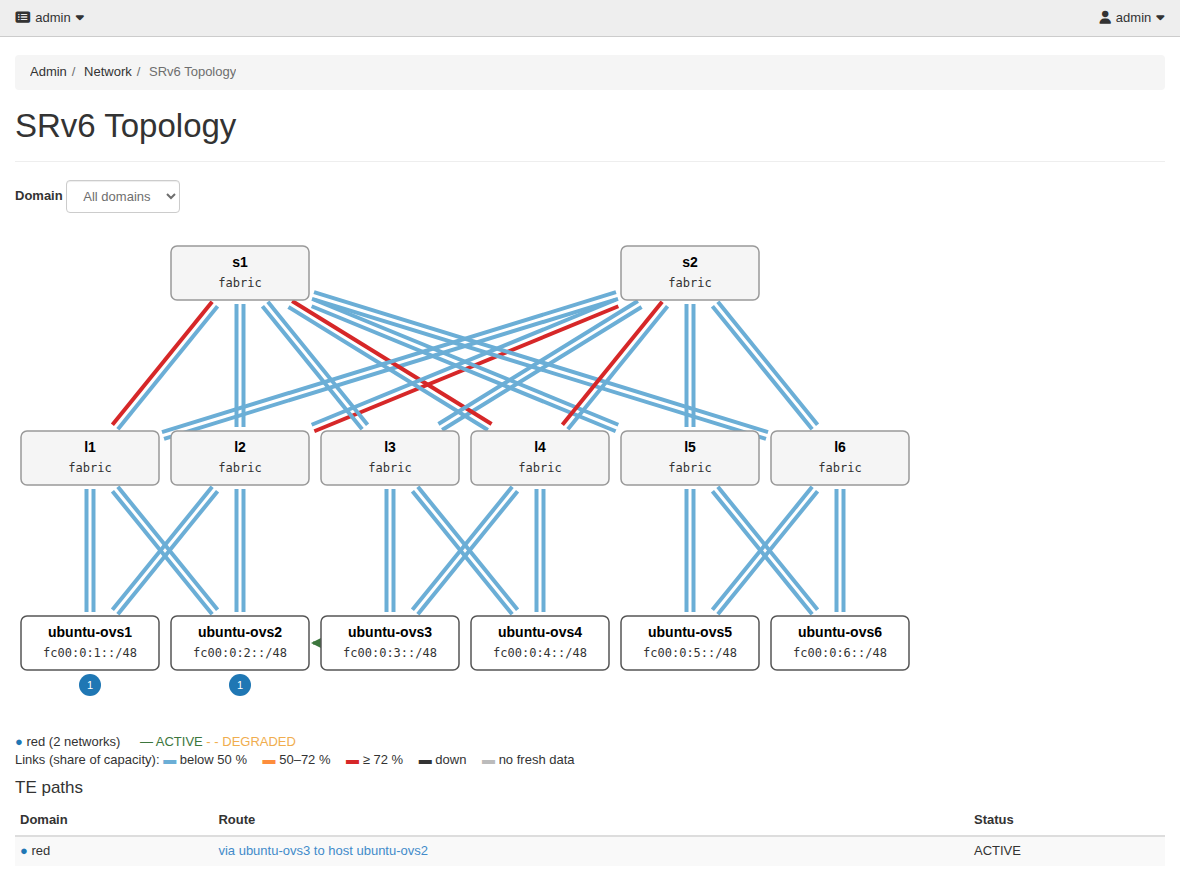 admin admin
Admin / Network / SRv6 Topology
SRv6 Topology
Domain All domains
s1 s2
fabric fabric
l1 l2 l3 l4 l5 l6
fabric fabric fabric fabric fabric fabric
ubuntu-ovs1 ubuntu-ovs2 ubuntu-ovs3 ubuntu-ovs4 ubuntu-ovs5 ubuntu-ovs6
fc00:0:1::/48 fc00:0:2::/48 fc00:0:3::/48 fc00:0:4::/48 fc00:0:5::/48 fc00:0:6::/48
1 1
● red (2 networks) — ACTIVE - - DEGRADED
Links (share of capacity): below 50 % 50–72 % ≥ 72 % down no fresh data
TE paths
Domain Route Status
● red via ubuntu-ovs3 to host ubuntu-ovs2 ACTIVE